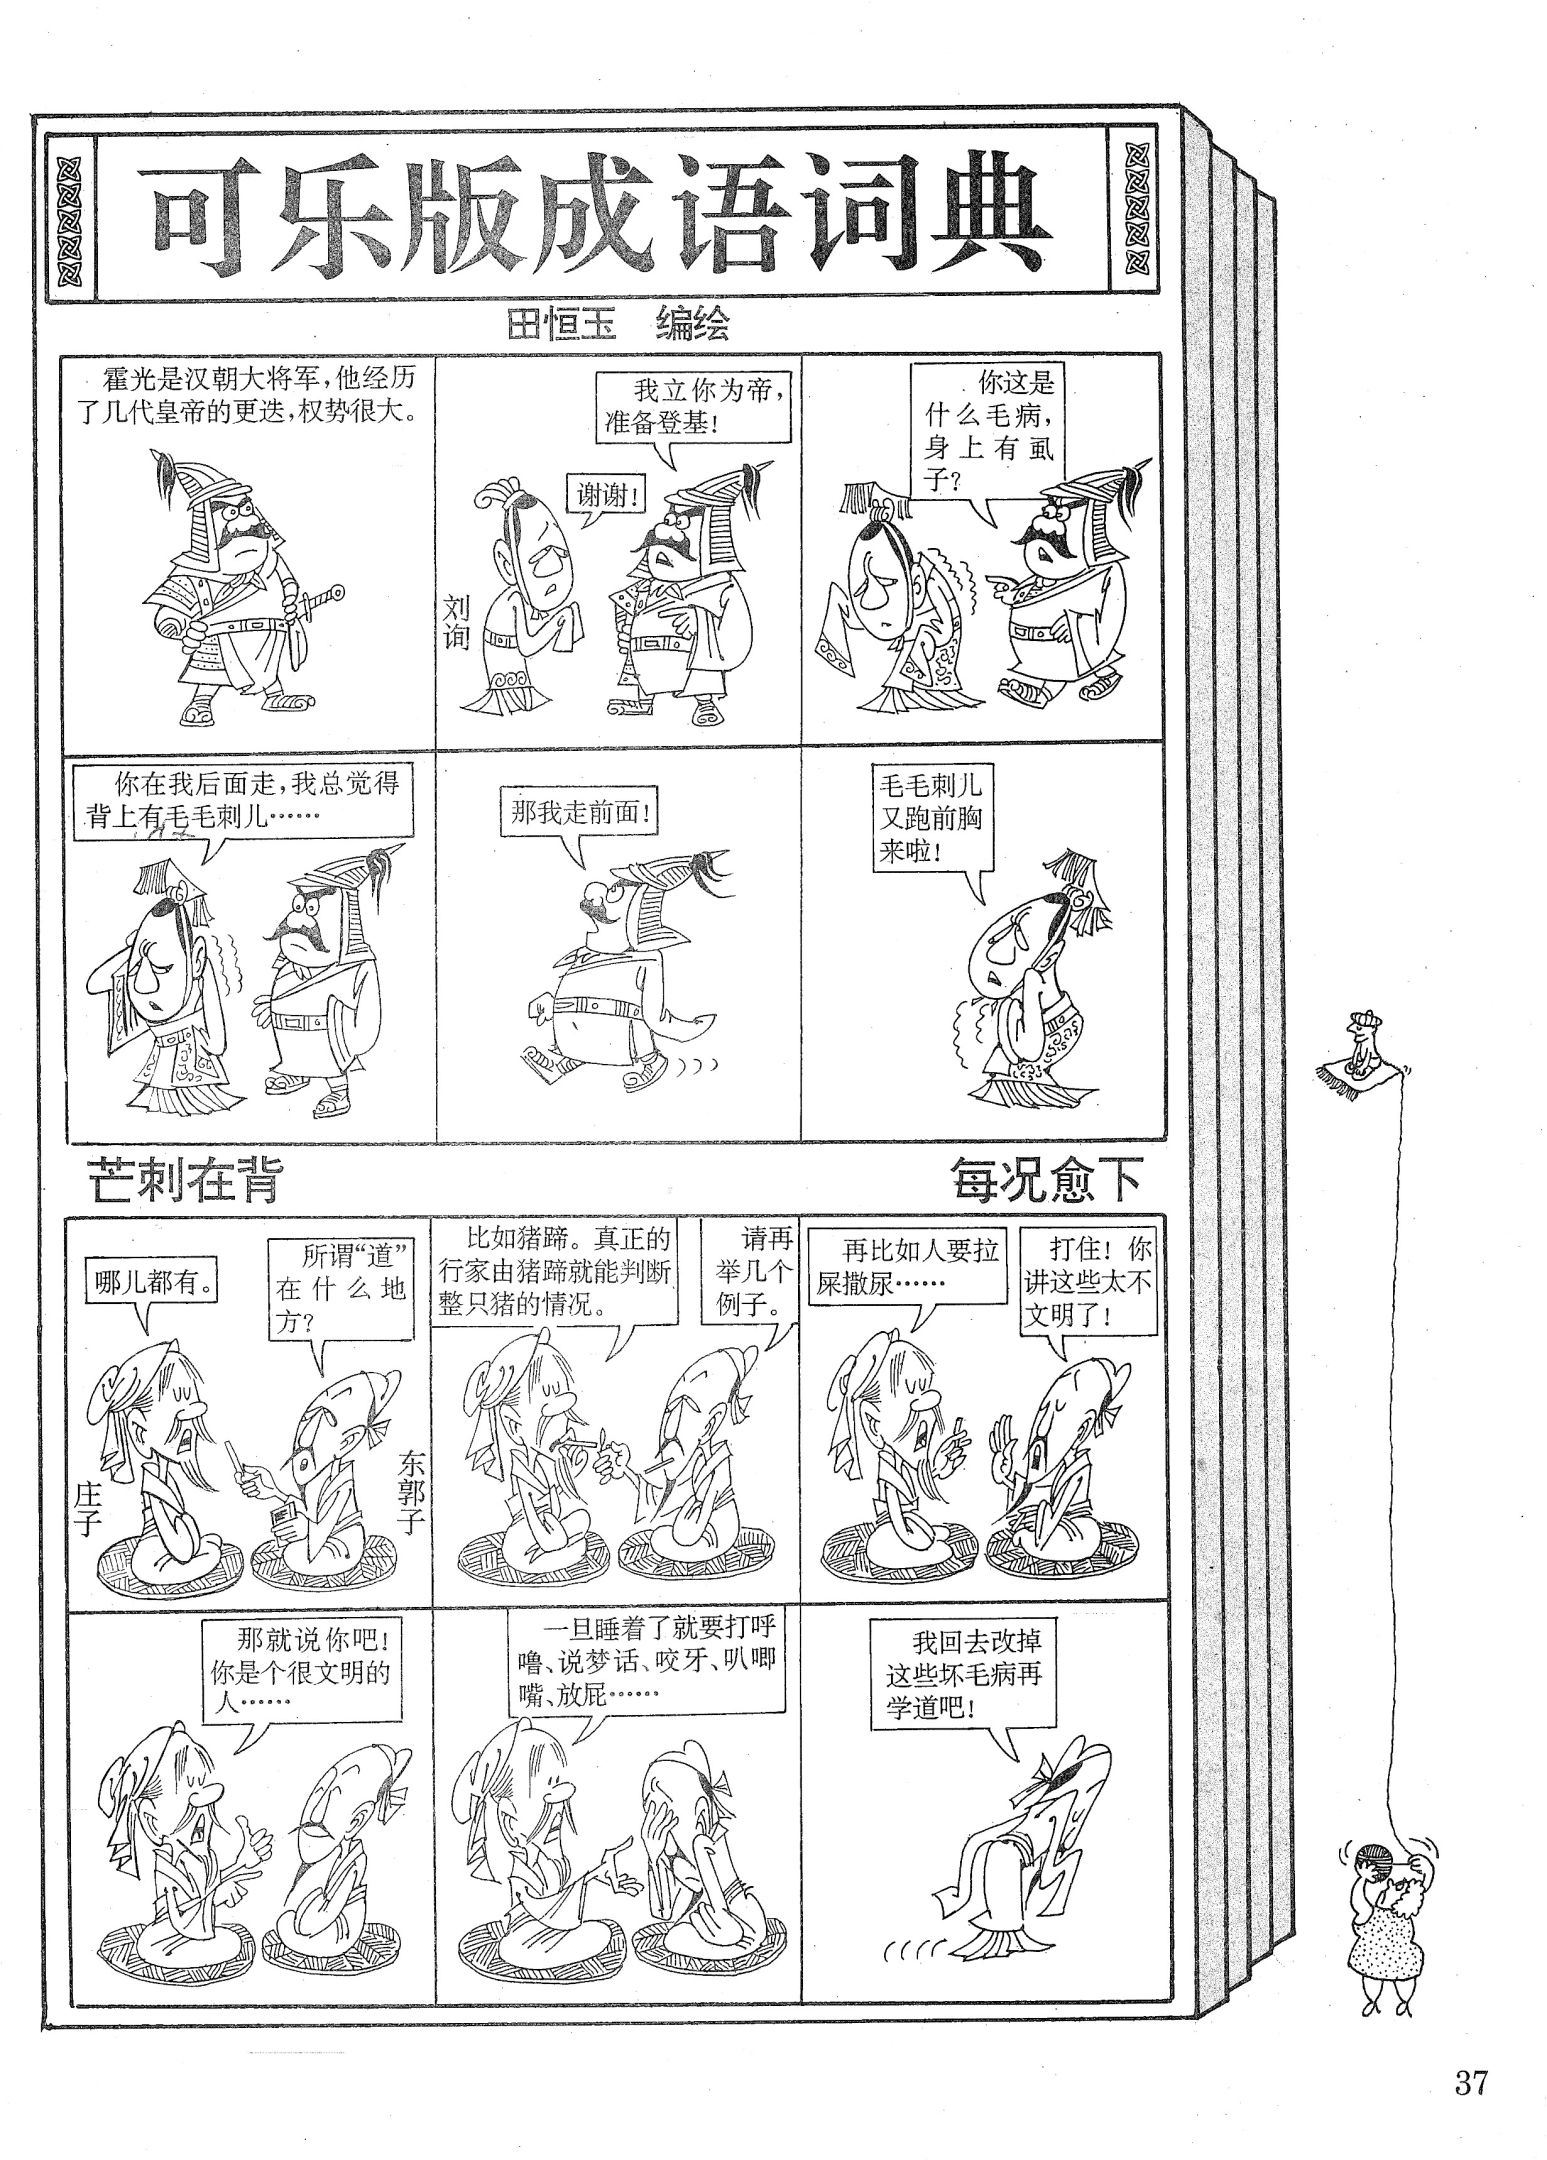 可乐版成语词典
田恒玉 编绘
霍光是汉朝大将军,他经历
了几代皇帝的更迭,权势很大。
我立你为帝,
准备登基!
谢谢!
刘询
你这是
什么毛病,
身上有虱
子?
你在我后面走,我总觉得
背上有毛毛刺儿……
那我走前面!
毛毛刺儿
又跑前胸
来啦!
芒刺在背
每况愈下
所谓“道”
在什么地
方?
哪儿都有。
庄子
东郭子
请再
举几个
例子。
比如猪蹄。真正的
行家由猪蹄就能判断
整只猪的情况。
再比如人要拉
屎撒尿……
打住!你
讲这些太不
文明了!
那就说你吧!
你是个很文明的
人……
一旦睡着了就要打呼
噜、说梦话、咬牙、叭唧
嘴、放屁……
我回去改掉
这些坏毛病再
学道吧!
37